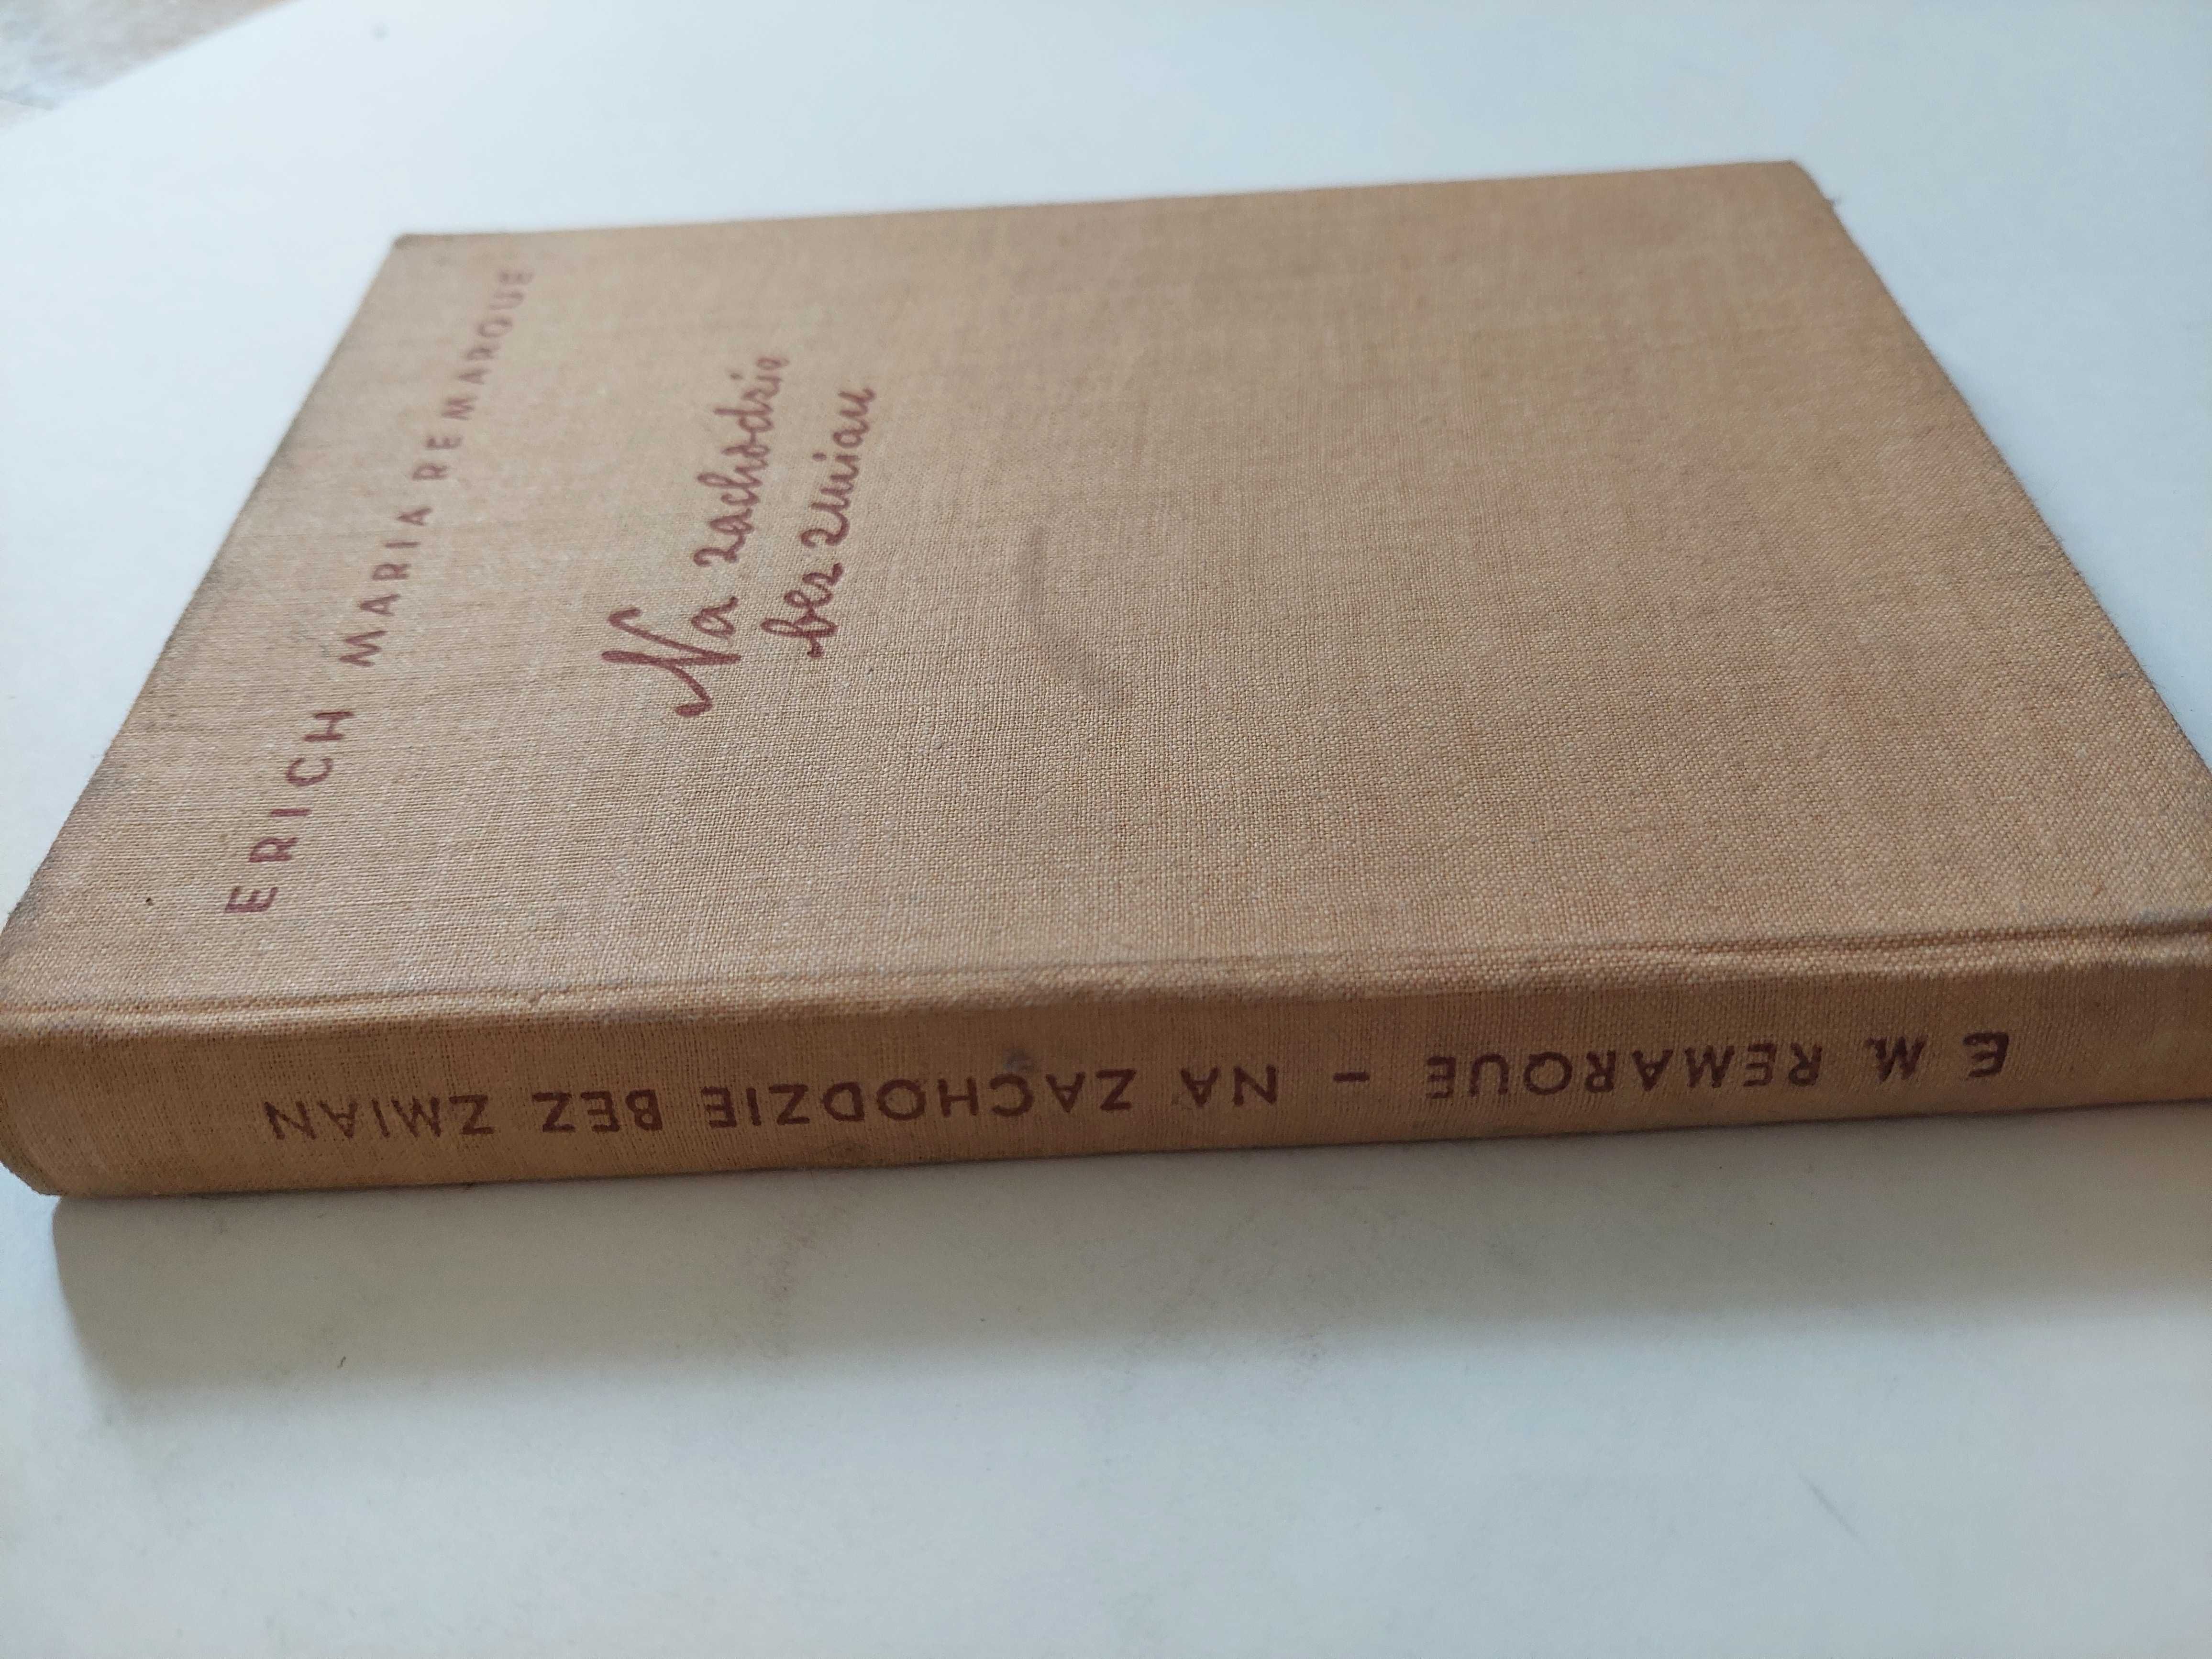 ERICH MARIA REMARQUE
Na zachodzie
bez zmian
E. M. REMARQUE – NA ZACHODZIE BEZ ZMIAN